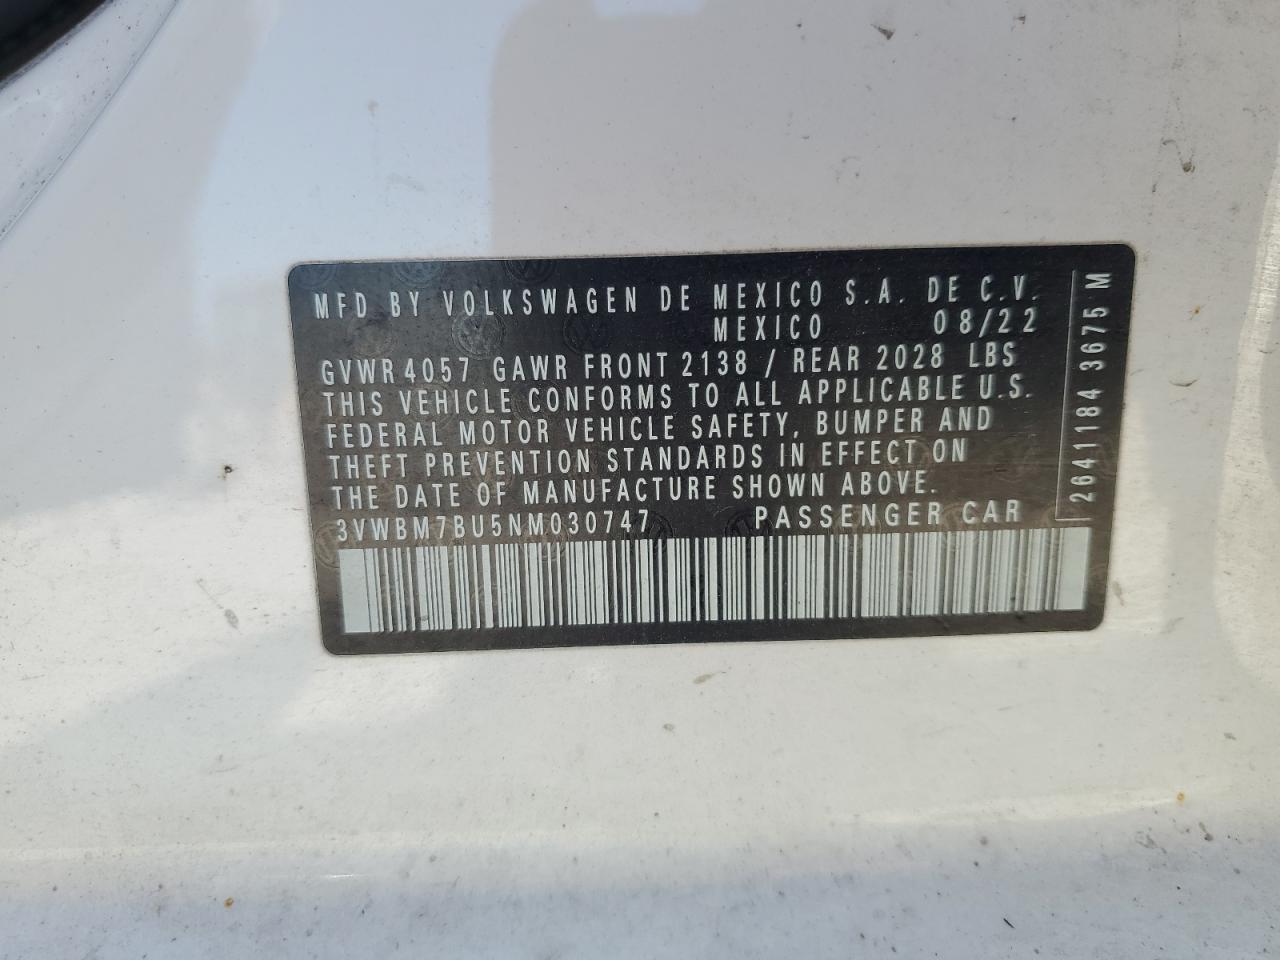 MFD BY VOLKSWAGEN DE MEXICO S.A. DE C.V.
MEXICO 08/22
GVWR 4057 GAWR FRONT 2138 / REAR 2028 LBS
THIS VEHICLE CONFORMS TO ALL APPLICABLE U.S.
FEDERAL MOTOR VEHICLE SAFETY, BUMPER AND
THEFT PREVENTION STANDARDS IN EFFECT ON
THE DATE OF MANUFACTURE SHOWN ABOVE.
3VWBM7BU5NM030747 PASSENGER CAR
26411184 3675 M